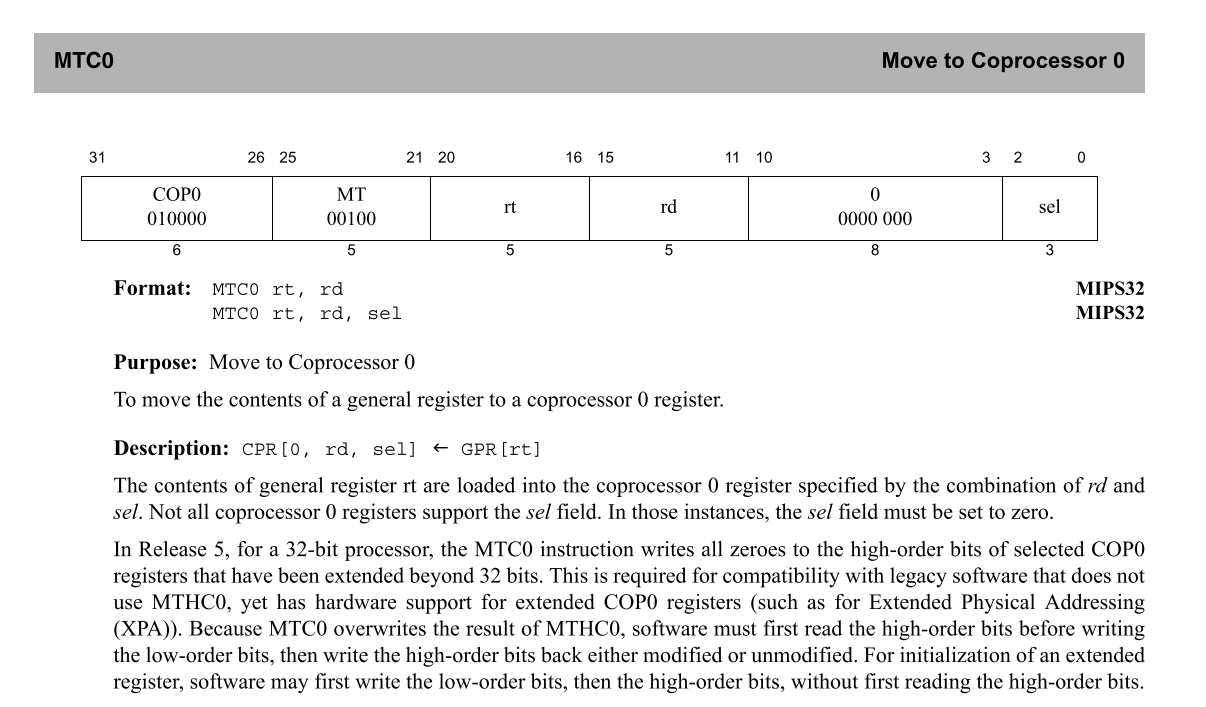 MTC0 Move to Coprocessor 0
31 26 25 21 20 16 15 11 10 3 2 0
COP0 MT 0
rt rd sel
010000 00100 0000 000
6 5 5 5 8 3
Format: MTC0 rt, rd MIPS32
MTC0 rt, rd, sel MIPS32
Purpose: Move to Coprocessor 0
To move the contents of a general register to a coprocessor 0 register.
Description: CPR[0, rd, sel] ← GPR[rt]
The contents of general register rt are loaded into the coprocessor 0 register specified by the combination of rd and
sel. Not all coprocessor 0 registers support the sel field. In those instances, the sel field must be set to zero.
In Release 5, for a 32-bit processor, the MTC0 instruction writes all zeroes to the high-order bits of selected COP0
registers that have been extended beyond 32 bits. This is required for compatibility with legacy software that does not
use MTHC0, yet has hardware support for extended COP0 registers (such as for Extended Physical Addressing
(XPA)). Because MTC0 overwrites the result of MTHC0, software must first read the high-order bits before writing
the low-order bits, then write the high-order bits back either modified or unmodified. For initialization of an extended
register, software may first write the low-order bits, then the high-order bits, without first reading the high-order bits.